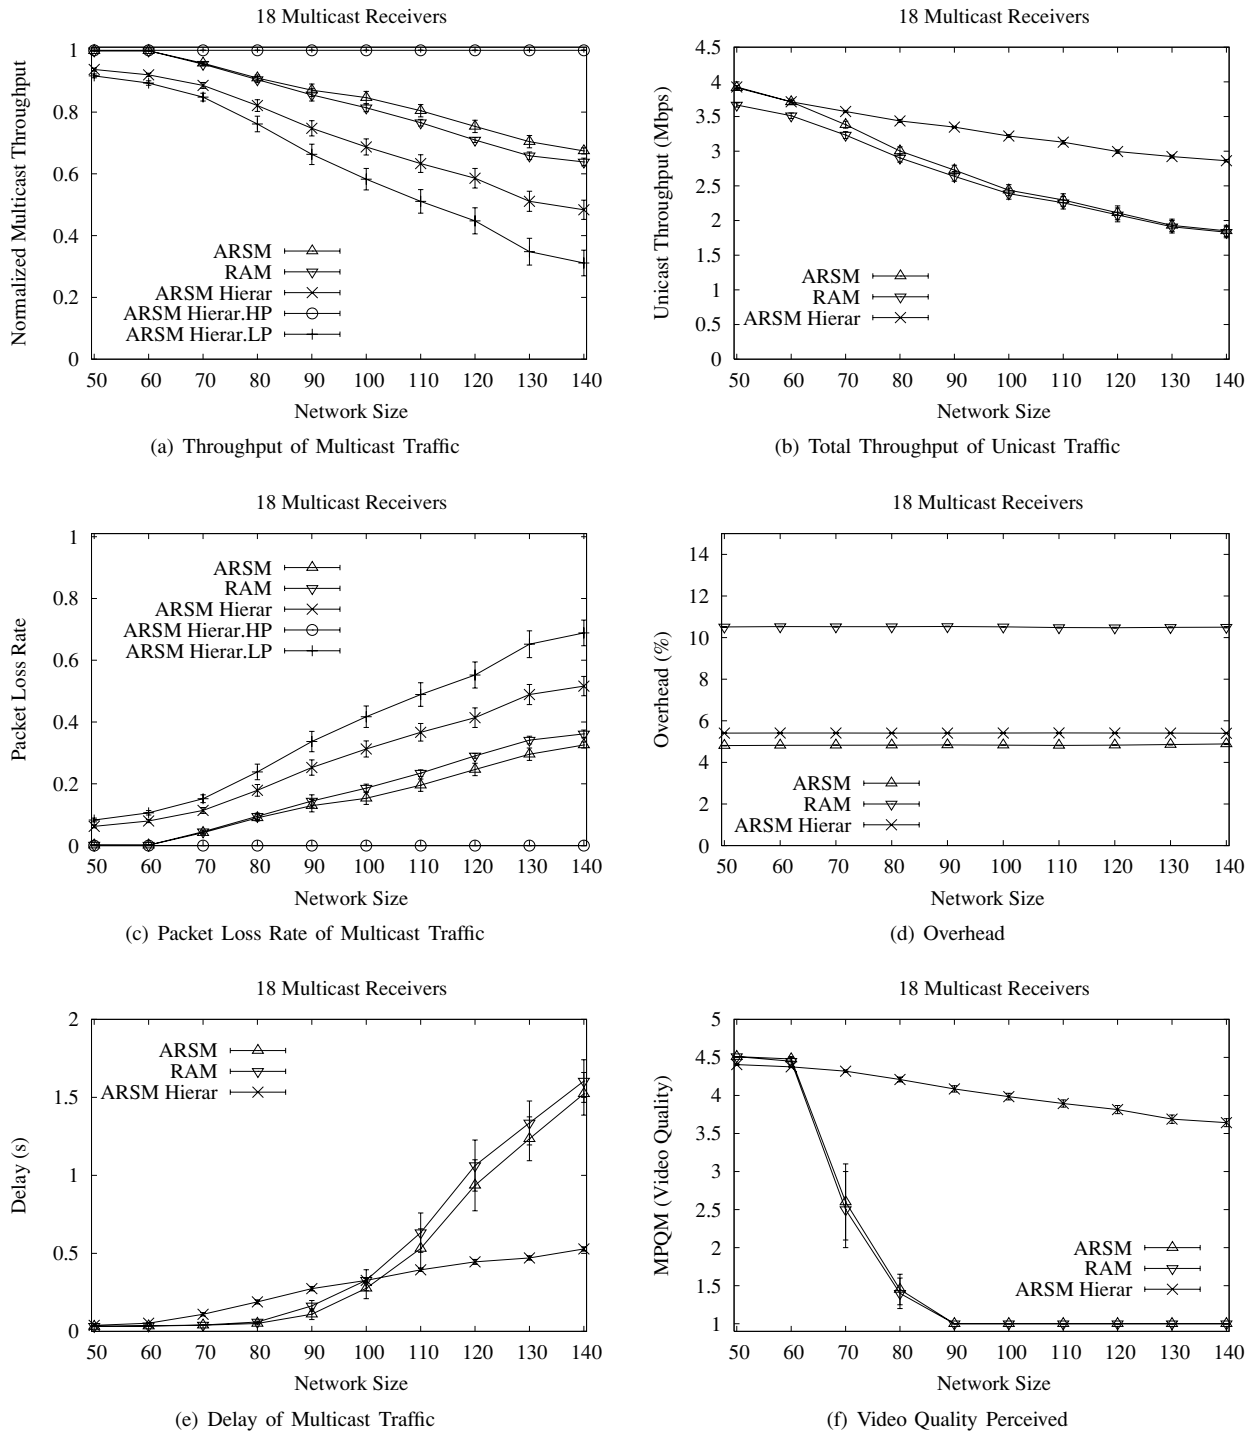 18 Multicast Receivers
Normalized Multicast Throughput
1
0.8
0.6
0.4
0.2
0
ARSM
RAM
ARSM Hierar
ARSM Hierar.HP
ARSM Hierar.LP
50 60 70 80 90 100 110 120 130 140
Network Size
(a) Throughput of Multicast Traffic
18 Multicast Receivers
Unicast Throughput (Mbps)
4.5
4
3.5
3
2.5
2
1.5
1
0.5
0
ARSM
RAM
ARSM Hierar
50 60 70 80 90 100 110 120 130 140
Network Size
(b) Total Throughput of Unicast Traffic
18 Multicast Receivers
Packet Loss Rate
1
0.8
0.6
0.4
0.2
0
ARSM
RAM
ARSM Hierar
ARSM Hierar.HP
ARSM Hierar.LP
50 60 70 80 90 100 110 120 130 140
Network Size
(c) Packet Loss Rate of Multicast Traffic
18 Multicast Receivers
Overhead (%)
14
12
10
8
6
4
2
0
ARSM
RAM
ARSM Hierar
50 60 70 80 90 100 110 120 130 140
Network Size
(d) Overhead
18 Multicast Receivers
Delay (s)
2
1.5
1
0.5
0
ARSM
RAM
ARSM Hierar
50 60 70 80 90 100 110 120 130 140
Network Size
(e) Delay of Multicast Traffic
18 Multicast Receivers
MPQM (Video Quality)
5
4.5
4
3.5
3
2.5
2
1.5
1
ARSM
RAM
ARSM Hierar
50 60 70 80 90 100 110 120 130 140
Network Size
(f) Video Quality Perceived